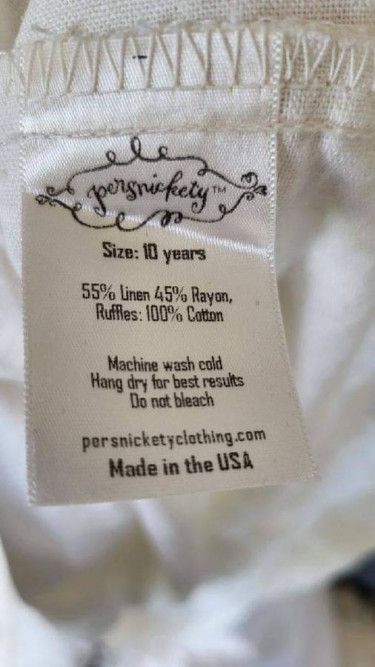 persnickety™
Size: 10 years
55% Linen 45% Rayon,
Ruffles: 100% Cotton
Machine wash cold
Hang dry for best results
Do not bleach
persnicketyclothing.com
Made in the USA